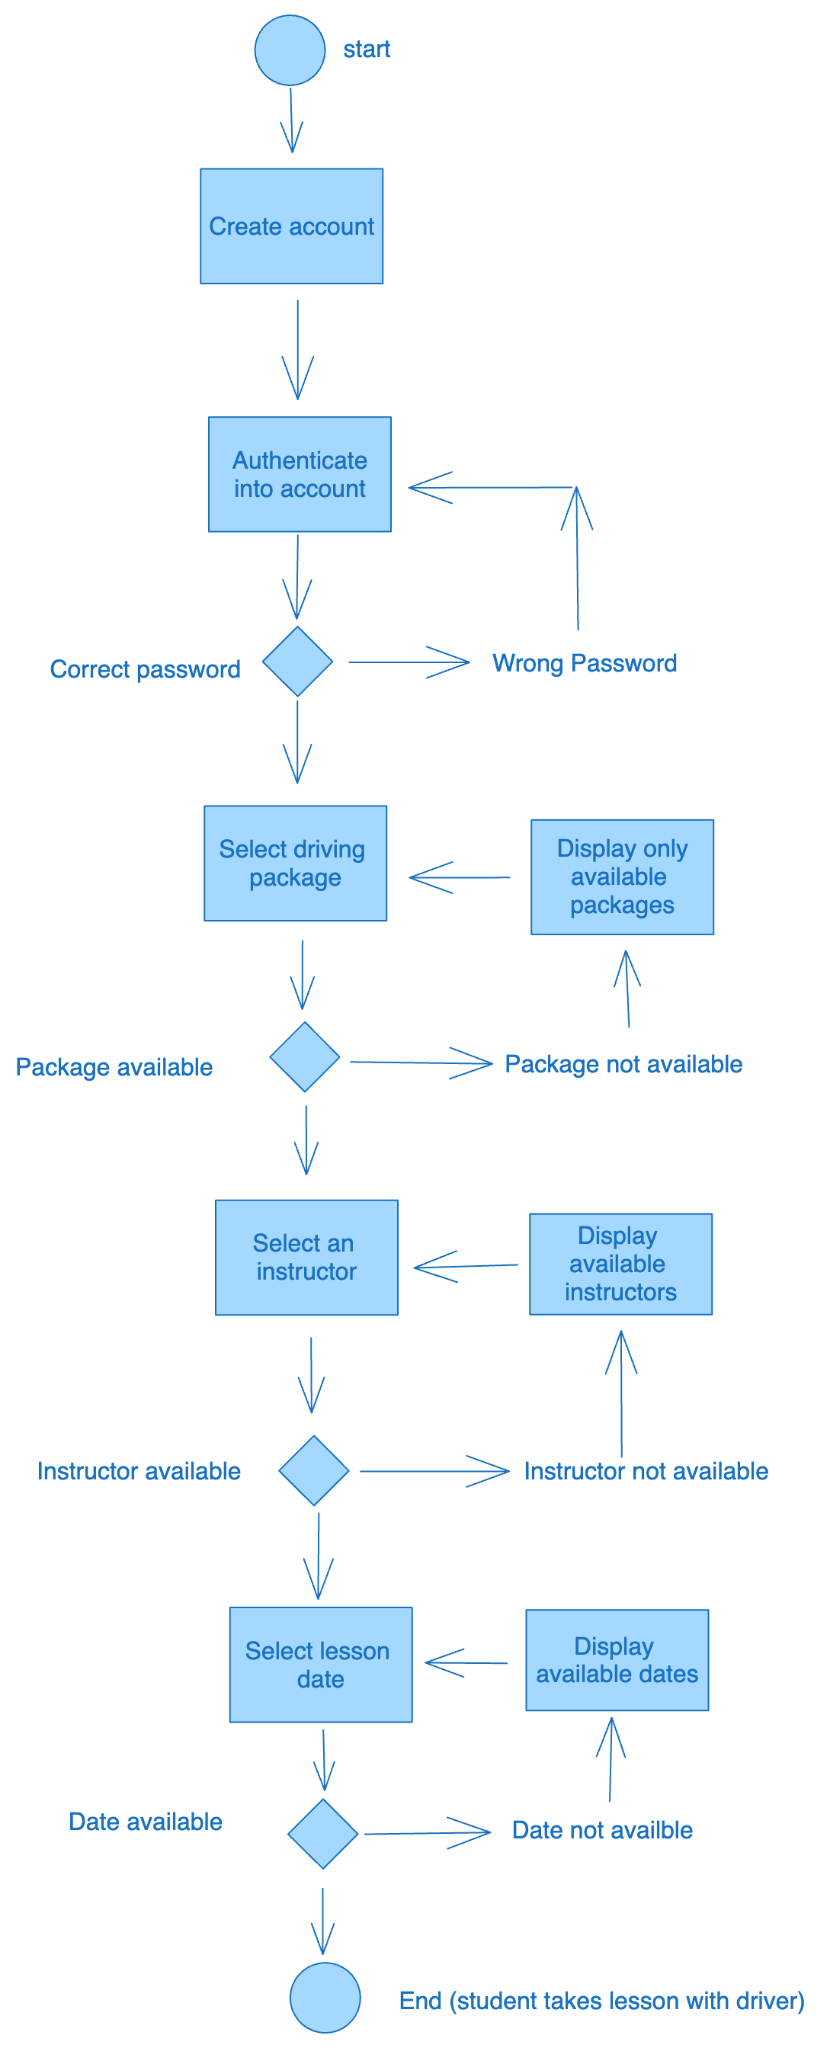 start
Create account
Authenticate
into account
Correct password
Wrong Password
Select driving
package
Display only
available
packages
Package available
Package not available
Select an
instructor
Display
available
instructors
Instructor available
Instructor not available
Select lesson
date
Display
available dates
Date available
Date not availble
End (student takes lesson with driver)